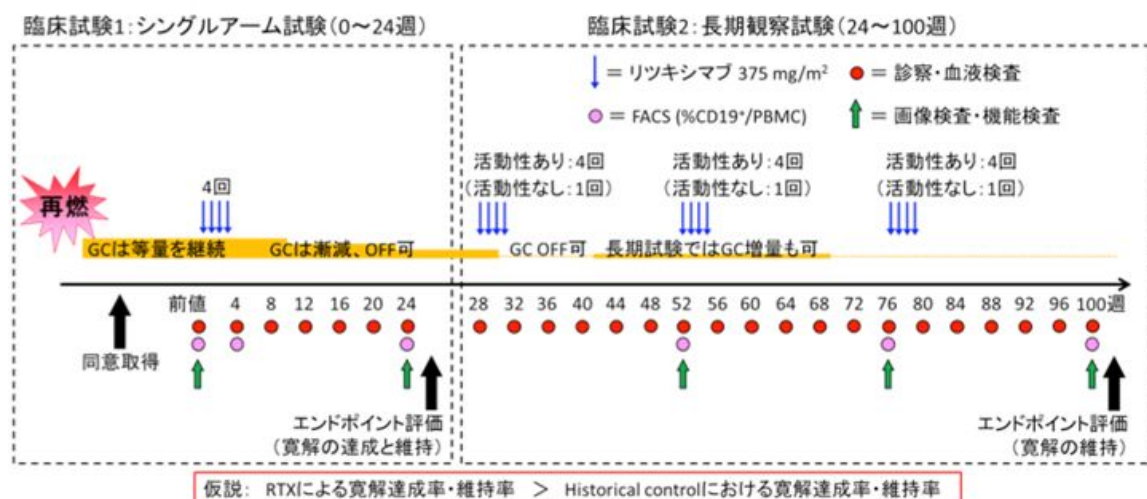 臨床試験1：シングルアーム試験（0～24週）
臨床試験2：長期観察試験（24～100週）
＝ リツキシマブ 375 mg/m²
＝ 診察・血液検査
＝ FACS (%CD19⁺/PBMC)
＝ 画像検査・機能検査
再燃
4回
活動性あり：4回
（活動性なし：1回）
活動性あり：4回
（活動性なし：1回）
活動性あり：4回
（活動性なし：1回）
GCは等量を継続
GCは漸減、OFF可
GC OFF可
長期試験ではGC増量も可
前値 4 8 12 16 20 24 28 32 36 40 44 48 52 56 60 64 68 72 76 80 84 88 92 96 100週
同意取得
エンドポイント評価
（寛解の達成と維持）
エンドポイント評価
（寛解の維持）
仮説： RTXによる寛解達成率・維持率 ＞ Historical controlにおける寛解達成率・維持率